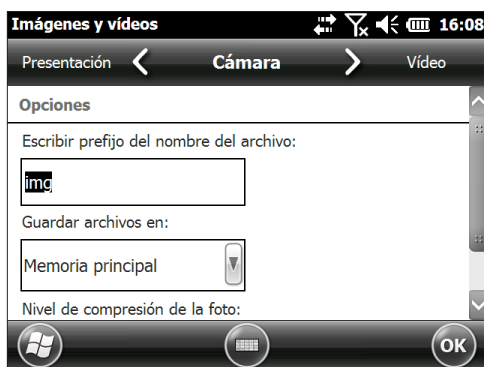 Imágenes y vídeos 16:08
Presentación Cámara Vídeo
Opciones
Escribir prefijo del nombre del archivo:
img
Guardar archivos en:
Memoria principal
Nivel de compresión de la foto:
OK